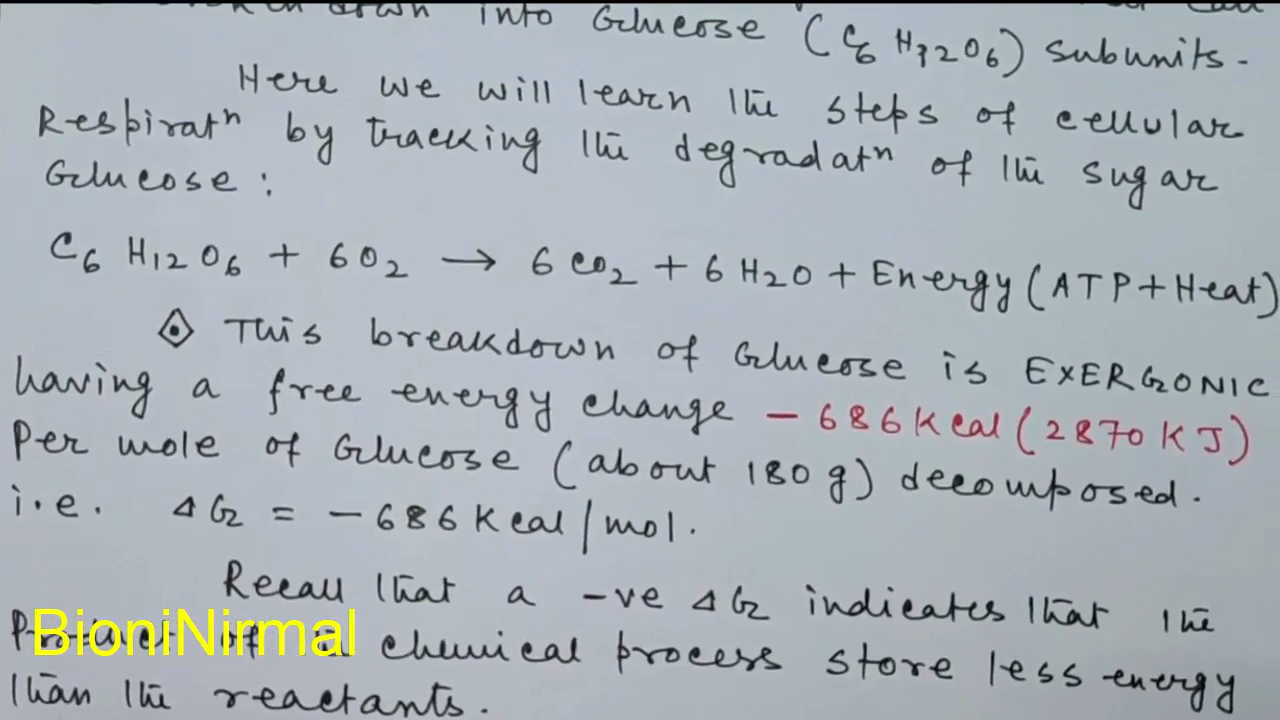 down into Glucose (C6 H12O6) subunits.
Here we will learn the steps of cellular
Respiratn by tracking the degradatn of the sugar
Glucose :
C6 H12 O6 + 6O2 → 6 CO2 + 6 H2O + Energy (ATP + Heat)
This breakdown of Glucose is EXERGONIC
having a free energy change - 686 Kcal (2870 KJ)
Per mole of Glucose (about 180 g) decomposed.
i.e. ΔG = - 686 Kcal/mol.
Recall that a -ve ΔG indicates that the
Product of a chemical process store less energy
than the reactants.
BioniNirmal